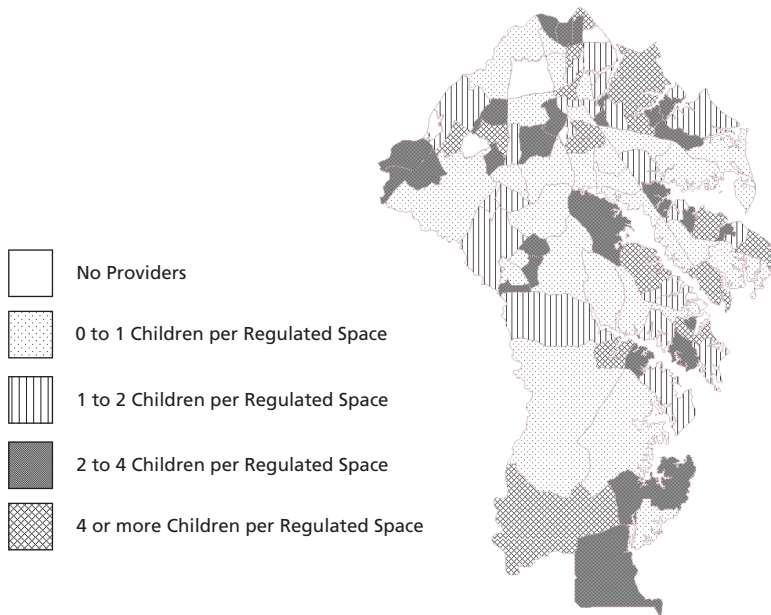 No Providers
0 to 1 Children per Regulated Space
1 to 2 Children per Regulated Space
2 to 4 Children per Regulated Space
4 or more Children per Regulated Space